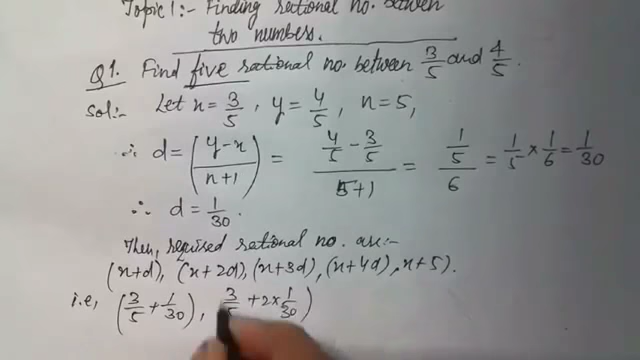 Topic 1:- Finding rational no. between
two numbers.
Q1. Find five rational no. between 3/5 and 4/5.
Sol:- Let x = 3/5, y = 4/5, n = 5,
∴ d = (y-x / n+1) = 4/5 - 3/5 / 5+1 = 1/5 / 6 = 1/5 × 1/6 = 1/30
∴ d = 1/30.
Then, required rational no. are:-
(x+d), (x+2d), (x+3d), (x+4d), x+5).
i.e, (3/5 + 1/30), 3/5 + 2×1/30)